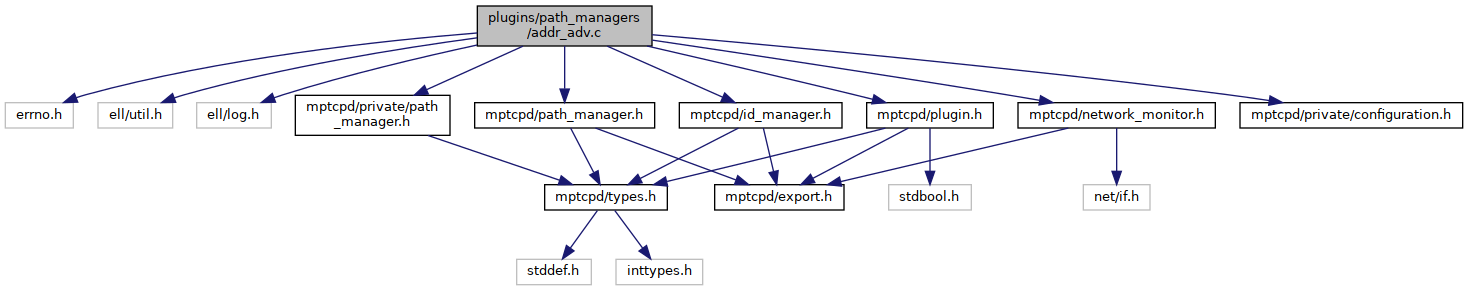 plugins/path_managers
/addr_adv.c
errno.h
ell/util.h
ell/log.h
mptcpd/private/path
_manager.h
mptcpd/path_manager.h
mptcpd/id_manager.h
mptcpd/plugin.h
mptcpd/network_monitor.h
mptcpd/private/configuration.h
mptcpd/types.h
mptcpd/export.h
stdbool.h
net/if.h
stddef.h
inttypes.h